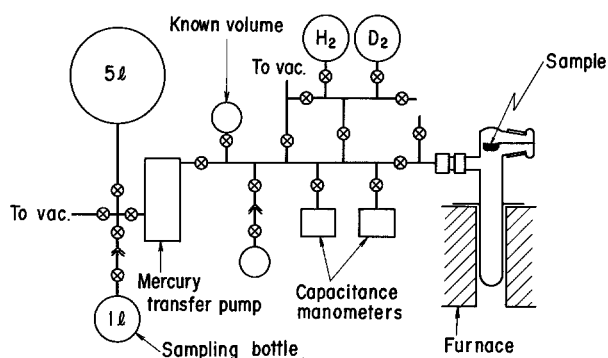 Known volume
H2
D2
To vac.
Sample
5ℓ
To vac.
Mercury
transfer pump
Capacitance
manometers
1ℓ
Sampling bottle
Furnace